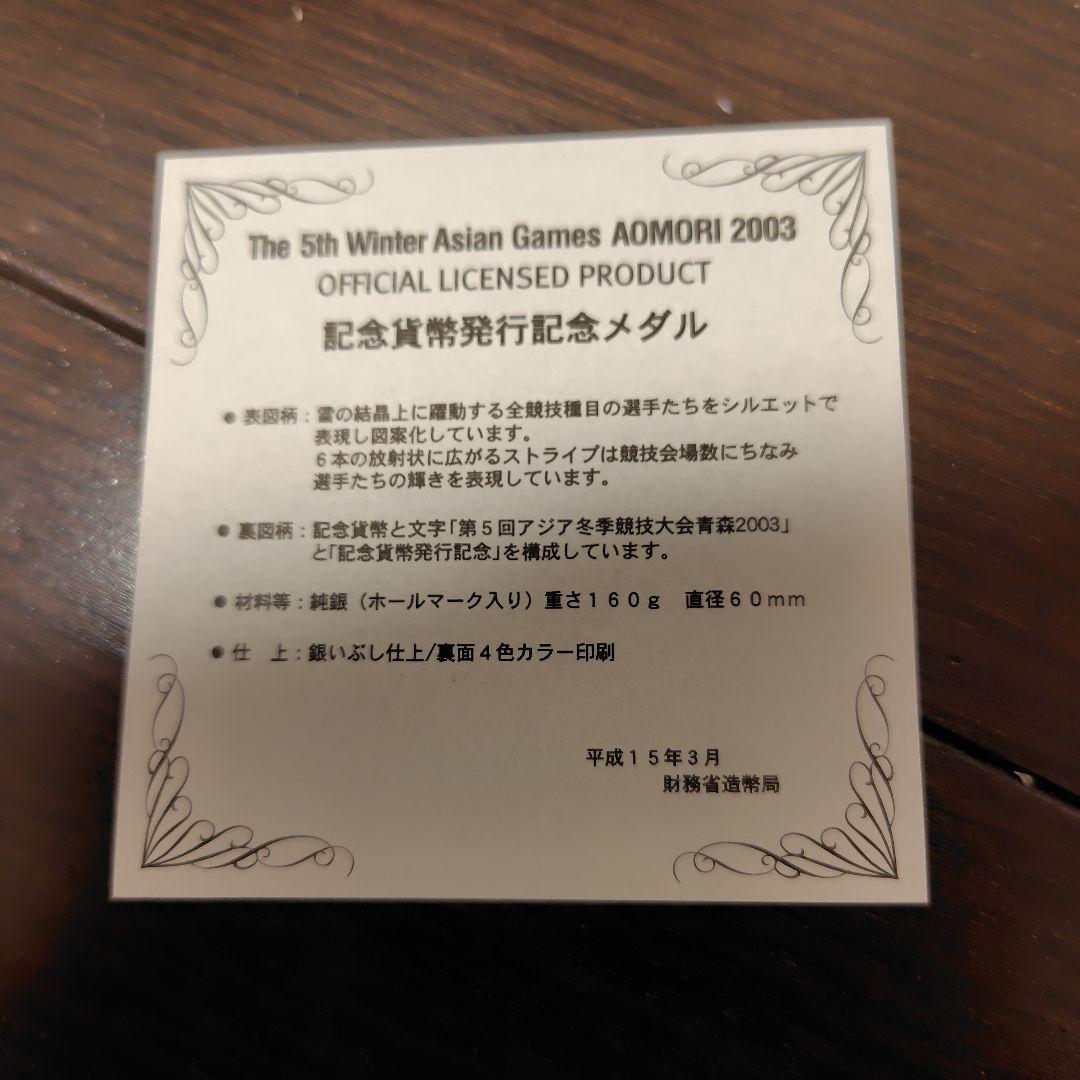 The 5th Winter Asian Games AOMORI 2003
OFFICIAL LICENSED PRODUCT
記念貨幣発行記念メダル
● 表図柄：雪の結晶上に躍動する全競技種目の選手たちをシルエットで
表現し図案化しています。
６本の放射状に広がるストライプは競技会場数にちなみ
選手たちの輝きを表現しています。
● 裏図柄：記念貨幣と文字「第５回アジア冬季競技大会青森2003」
と「記念貨幣発行記念」を構成しています。
● 材料等：純銀（ホールマーク入り）重さ１６０ｇ　直径６０ｍｍ
● 仕　上：銀いぶし仕上/裏面４色カラー印刷
平成１５年３月
財務省造幣局